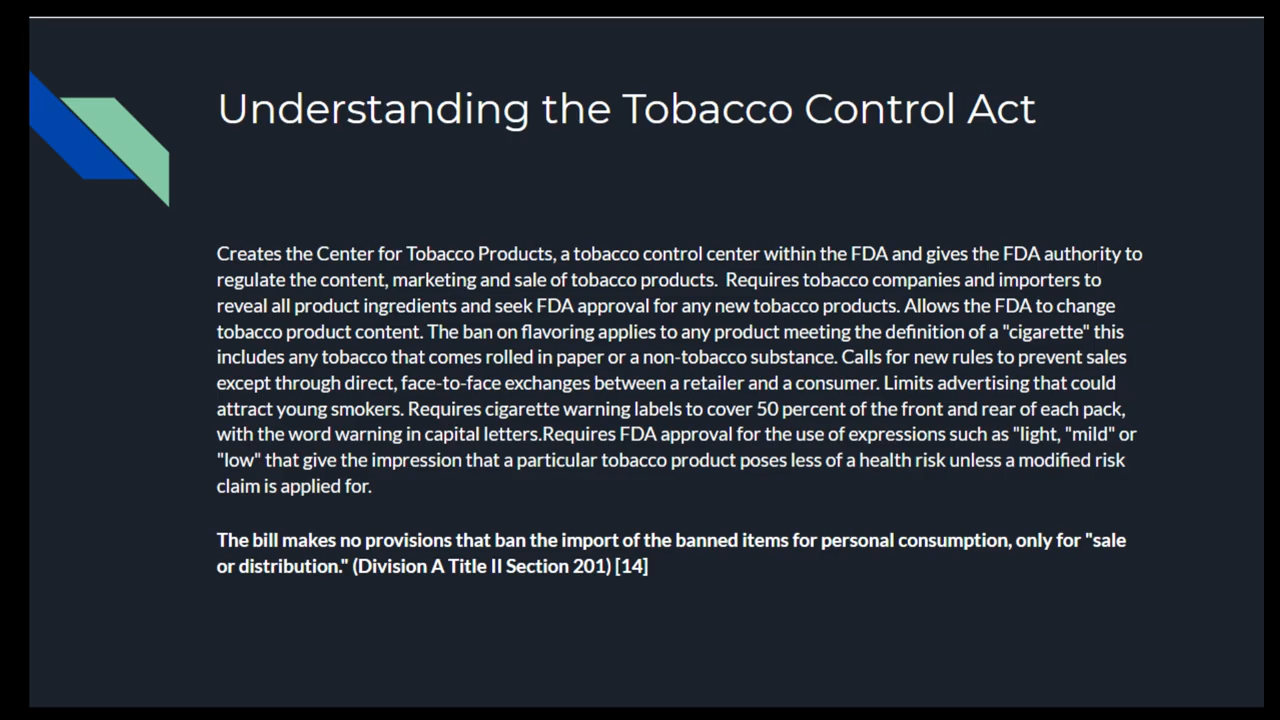 Understanding the Tobacco Control Act
Creates the Center for Tobacco Products, a tobacco control center within the FDA and gives the FDA authority to
regulate the content, marketing and sale of tobacco products.  Requires tobacco companies and importers to
reveal all product ingredients and seek FDA approval for any new tobacco products. Allows the FDA to change
tobacco product content. The ban on flavoring applies to any product meeting the definition of a "cigarette" this
includes any tobacco that comes rolled in paper or a non-tobacco substance. Calls for new rules to prevent sales
except through direct, face-to-face exchanges between a retailer and a consumer. Limits advertising that could
attract young smokers. Requires cigarette warning labels to cover 50 percent of the front and rear of each pack,
with the word warning in capital letters.Requires FDA approval for the use of expressions such as "light, "mild" or
"low" that give the impression that a particular tobacco product poses less of a health risk unless a modified risk
claim is applied for.
The bill makes no provisions that ban the import of the banned items for personal consumption, only for "sale
or distribution." (Division A Title II Section 201) [14]